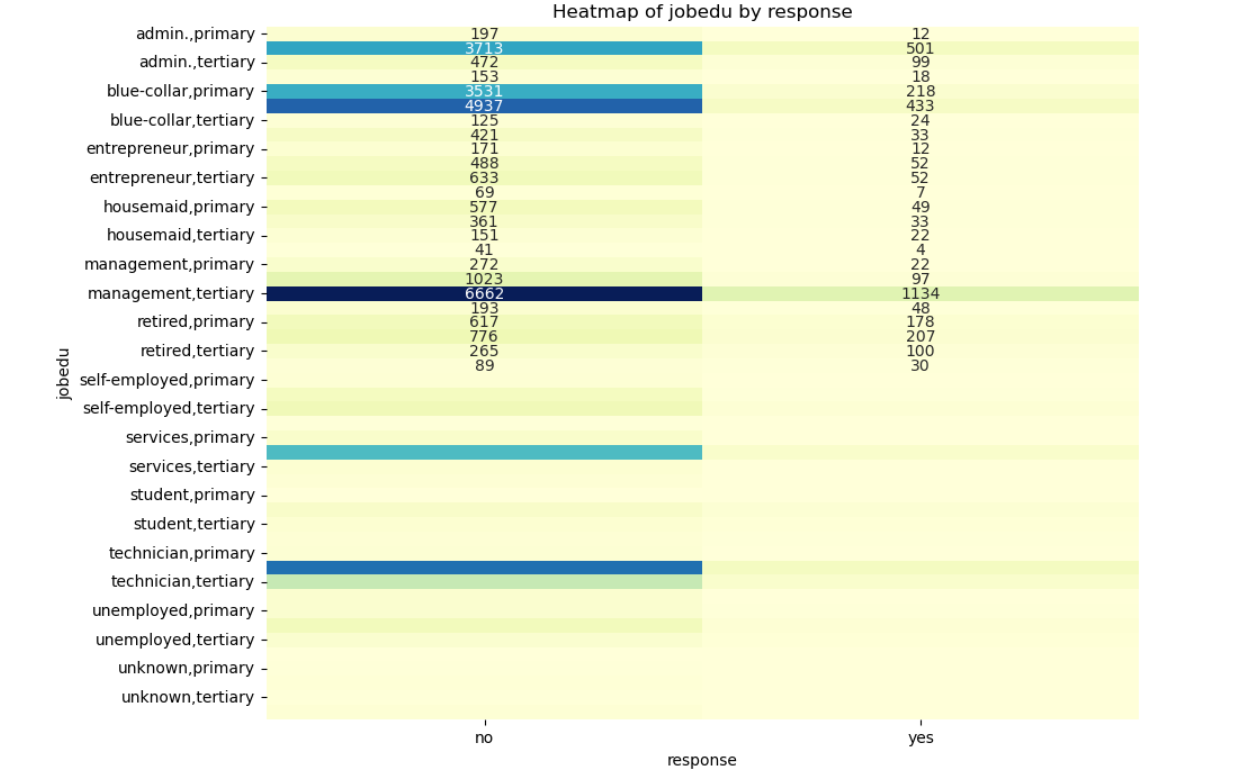 Heatmap of jobedu by response
admin.,primary 197 12
3713 501
admin.,tertiary 472 99
153 18
blue-collar,primary 3531 218
4937 433
blue-collar,tertiary 125 24
421 33
entrepreneur,primary 171 12
488 52
entrepreneur,tertiary 633 52
69 7
housemaid,primary 577 49
361 33
housemaid,tertiary 151 22
41 4
management,primary 272 22
1023 97
management,tertiary 6662 1134
193 48
retired,primary 617 178
776 207
retired,tertiary 265 100
89 30
jobedu
self-employed,primary
self-employed,tertiary
services,primary
services,tertiary
student,primary
student,tertiary
technician,primary
technician,tertiary
unemployed,primary
unemployed,tertiary
unknown,primary
unknown,tertiary
no yes
response